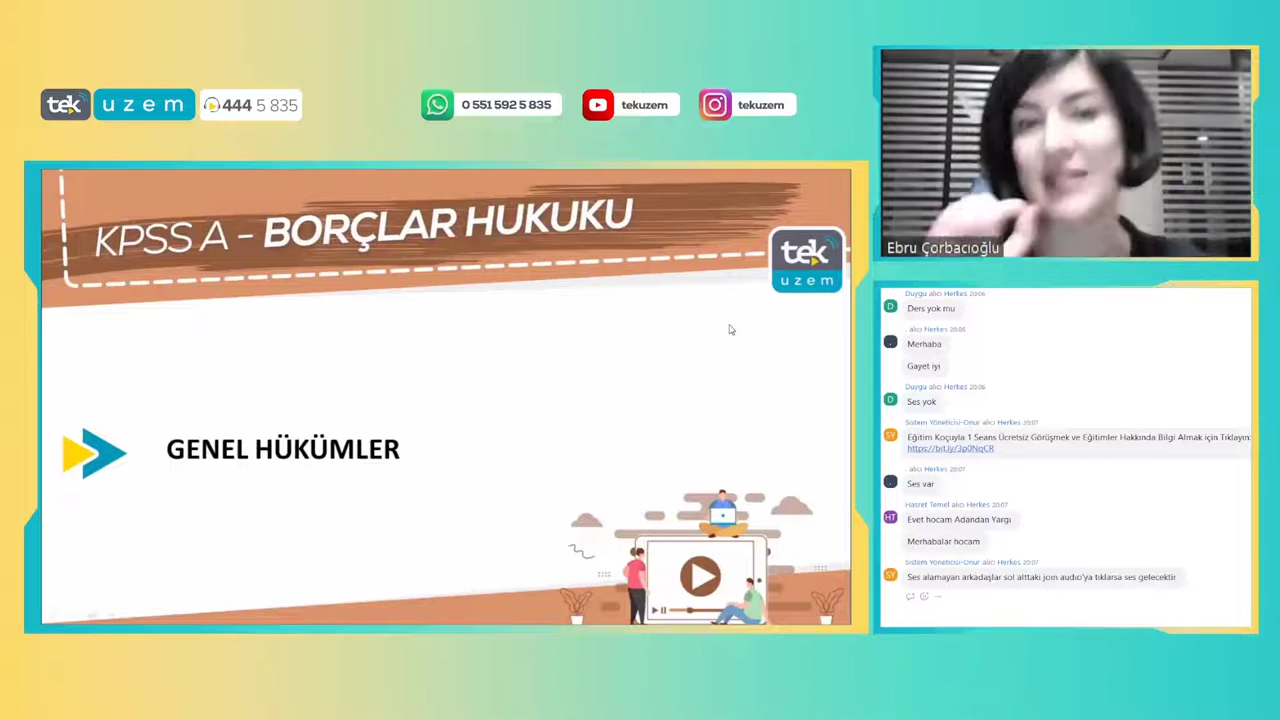 tek uzem 444 5 835
0 551 592 5 835
tekuzem
tekuzem
KPSS A - BORÇLAR HUKUKU
tek
uzem
GENEL HÜKÜMLER
Ebru Çorbacıoğlu
Duygu alıcı Herkes 20:06
D
Ders yok mu
. alıcı Herkes 20:06
.
Merhaba
Gayet iyi
Duygu alıcı Herkes 20:06
D
Ses yok
Sistem Yöneticisi-Onur alıcı Herkes 20:07
SY
Eğitim Koçuyla 1 Seans Ücretsiz Görüşmek ve Eğitimler Hakkında Bilgi Almak için Tıklayın:
https://bit.ly/3p0NqCR
. alıcı Herkes 20:07
.
Ses var
Hasret Temel alıcı Herkes 20:07
HT
Evet hocam Adandan Yargı
Merhabalar hocam
Sistem Yöneticisi-Onur alıcı Herkes 20:07
SY
Ses alamayan arkadaşlar sol alttaki joın audıo'ya tıklarsa ses gelecektir